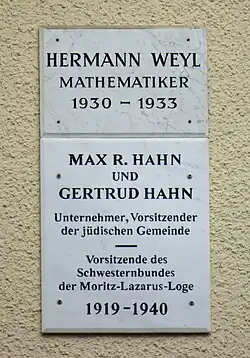 HERMANN WEYL
MATHEMATIKER
1930 – 1933
MAX R. HAHN
UND
GERTRUD HAHN
Unternehmer, Vorsitzender
der jüdischen Gemeinde
Vorsitzende des
Schwesternbundes
der Moritz-Lazarus-Loge
1919-1940